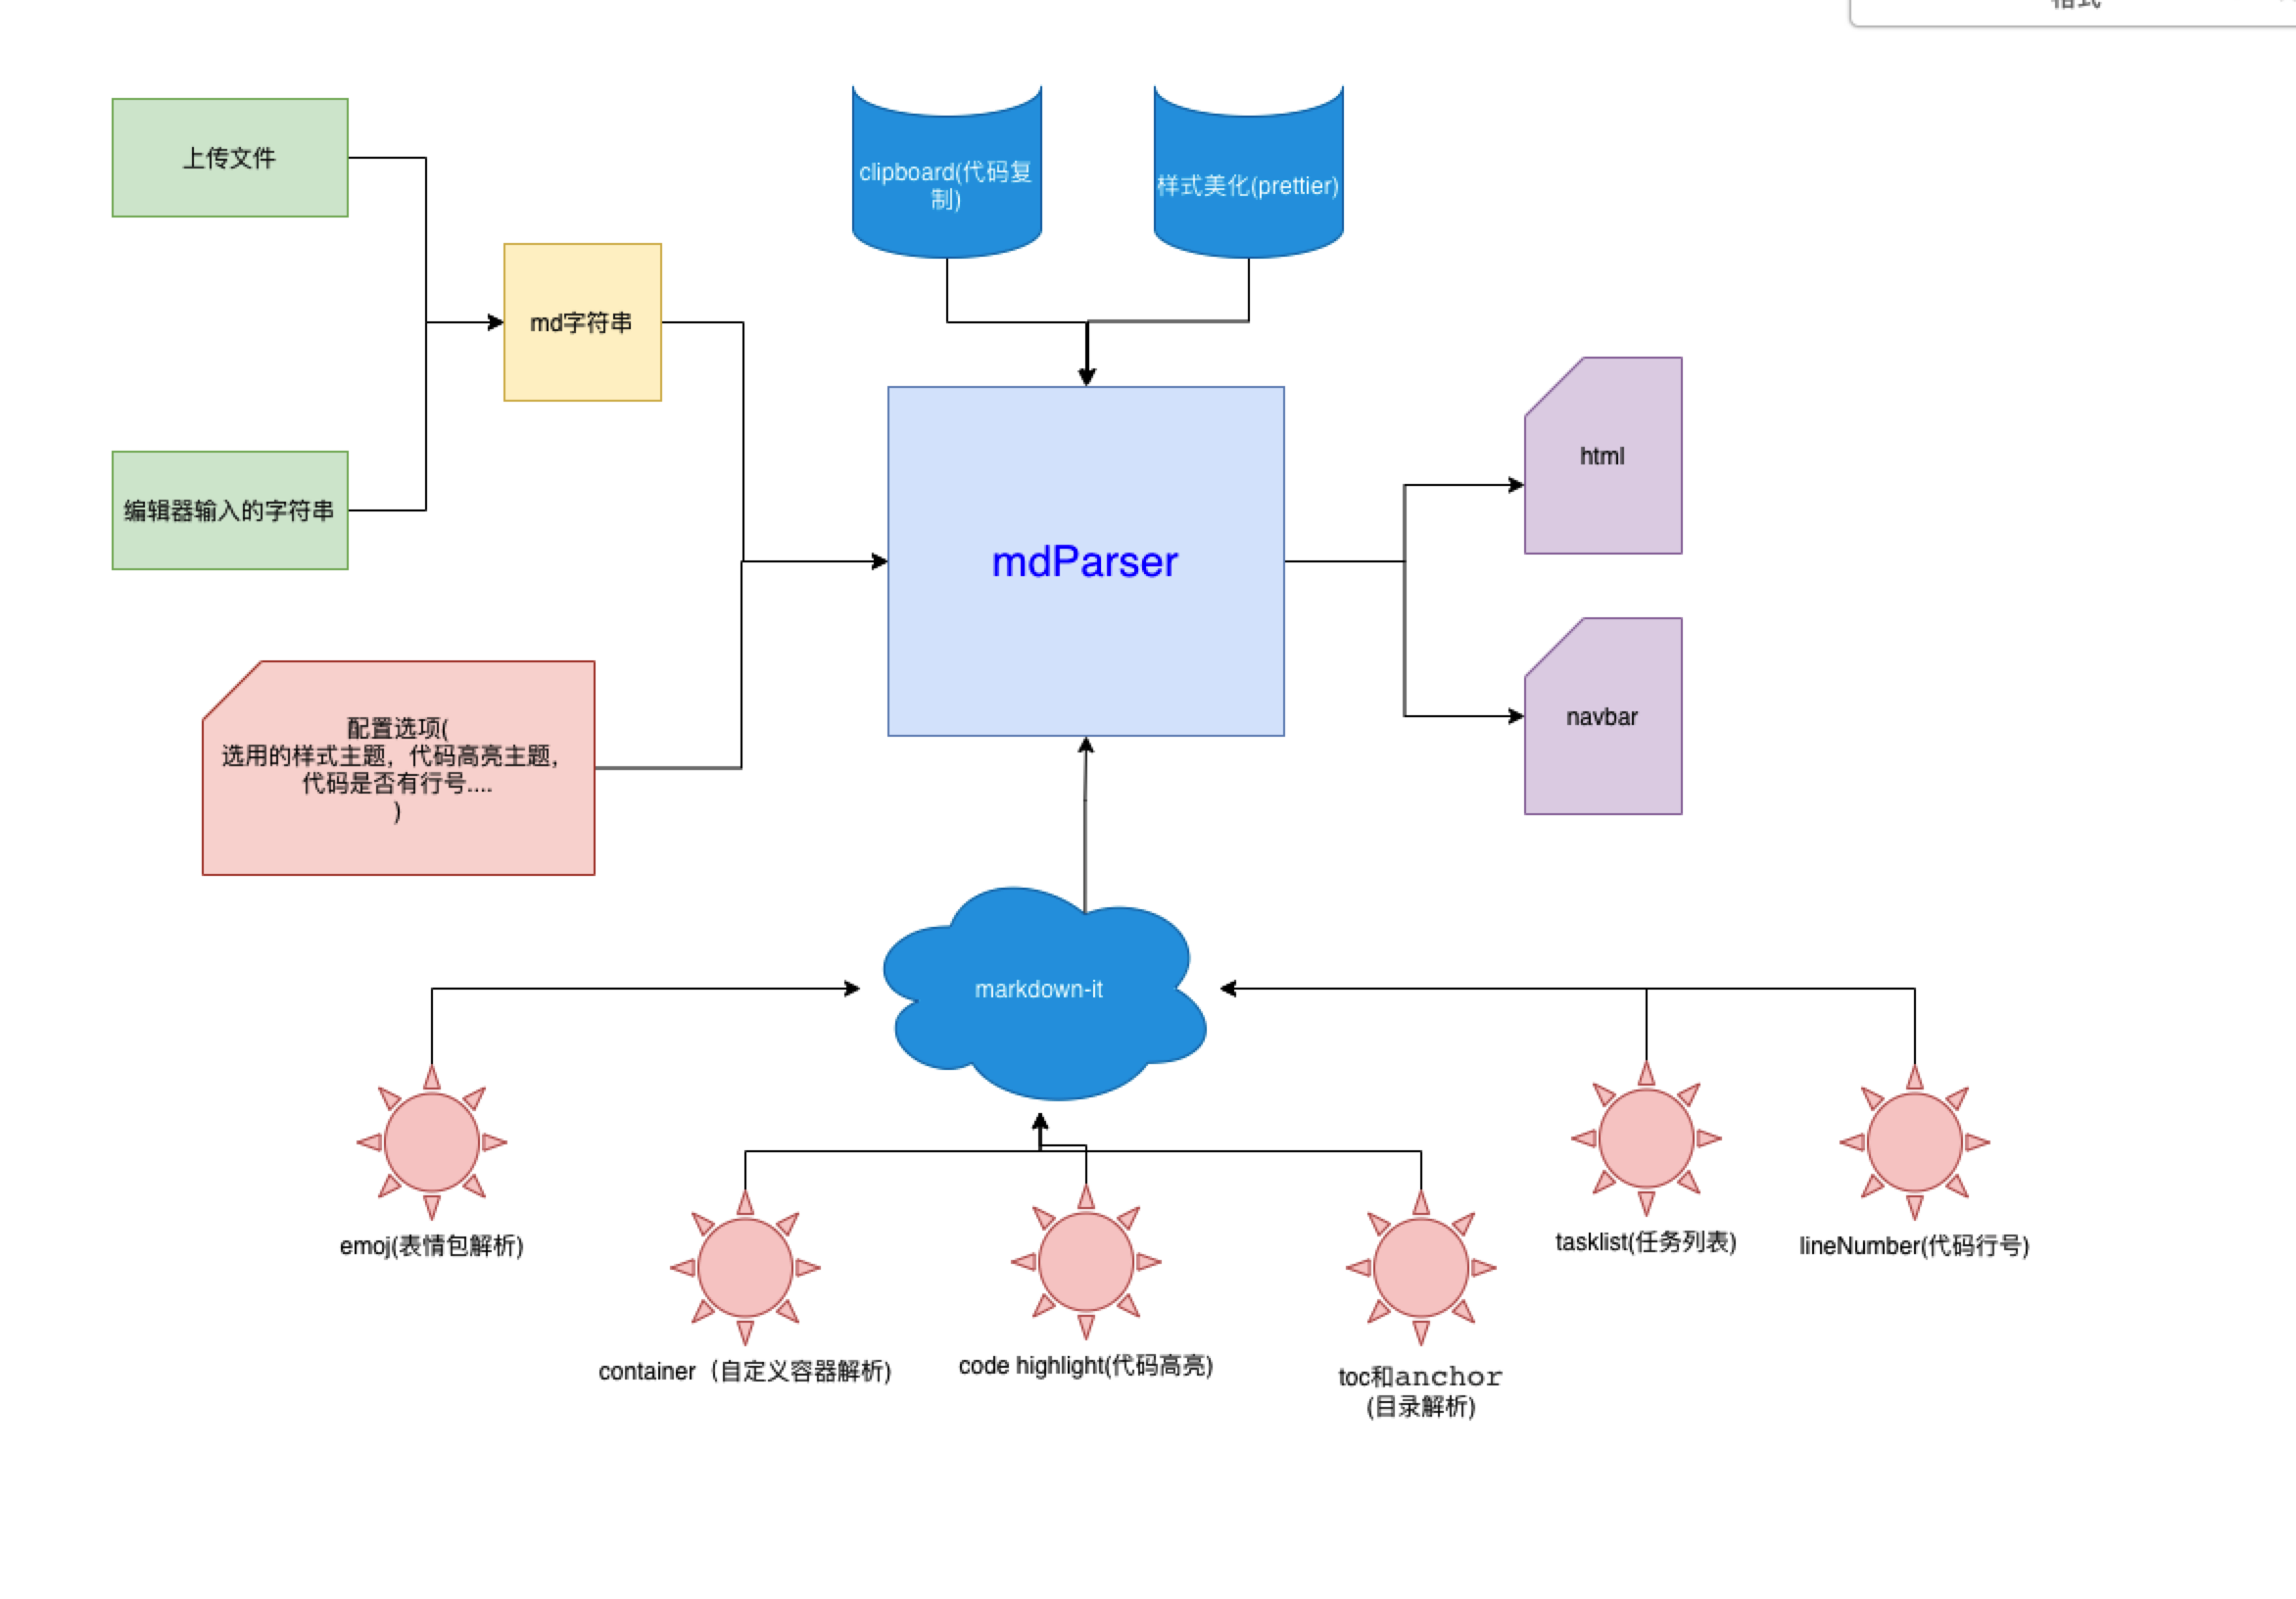 格式
上传文件
clipboard(代码复
制)
样式美化(prettier)
md字符串
html
编辑器输入的字符串
mdParser
navbar
配置选项(
选用的样式主题，代码高亮主题，
代码是否有行号....
)
markdown-it
emoj(表情包解析)
tasklist(任务列表)
lineNumber(代码行号)
container（自定义容器解析)
code highlight(代码高亮)
toc和anchor
(目录解析)